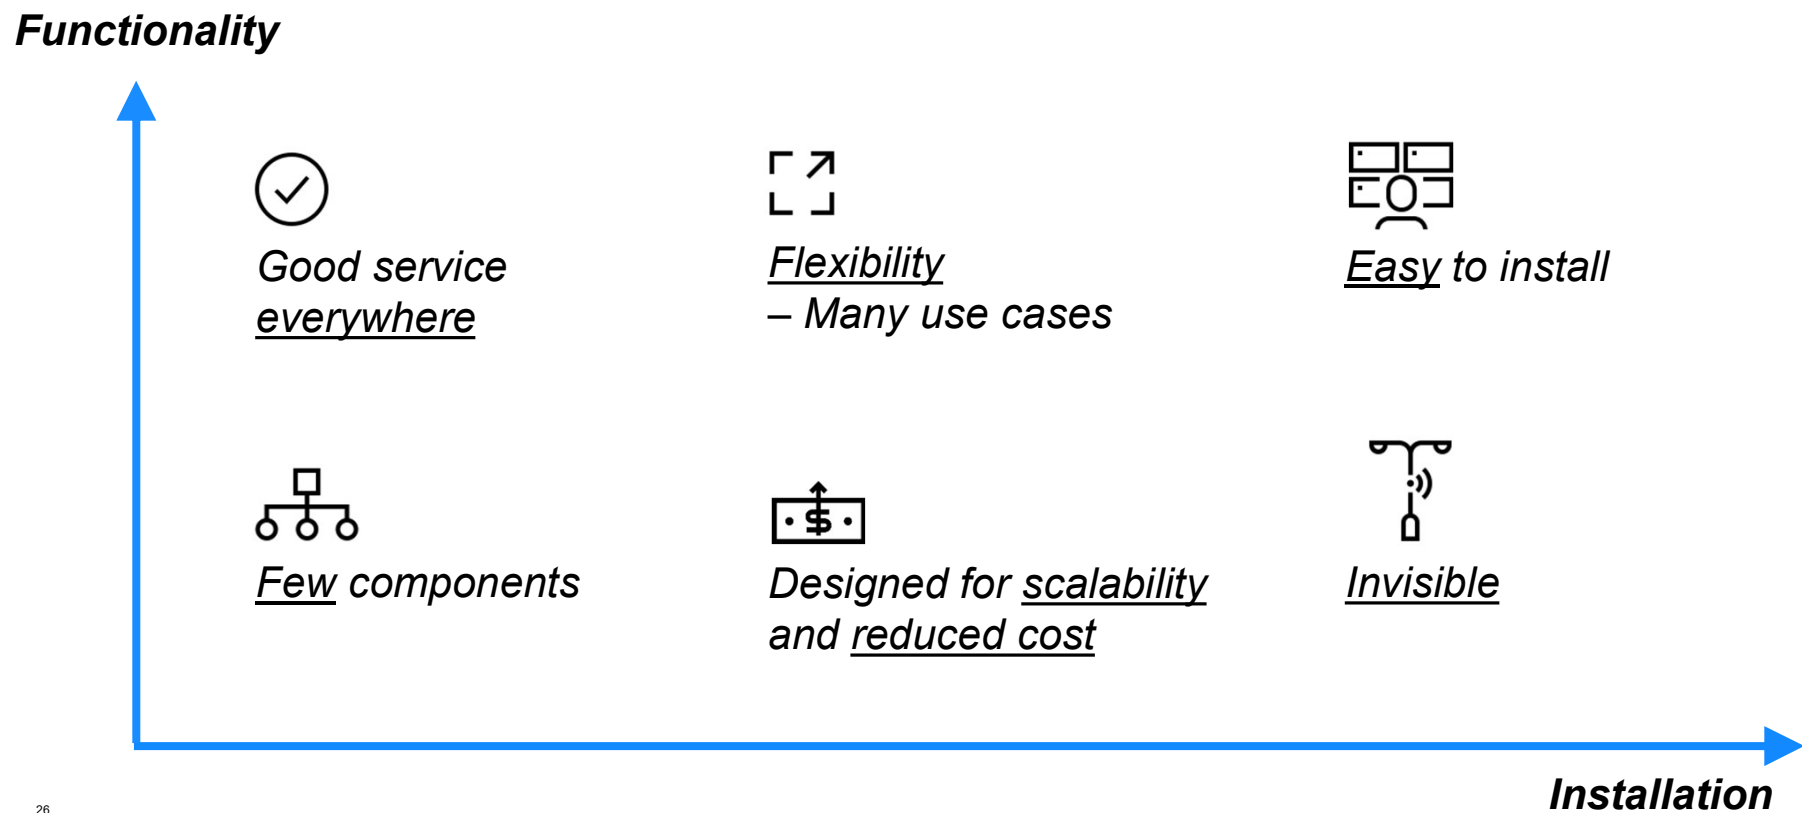 Functionality
Good service
everywhere
Flexibility
– Many use cases
Easy to install
Few components
$
Designed for scalability
and reduced cost
Invisible
Installation
26